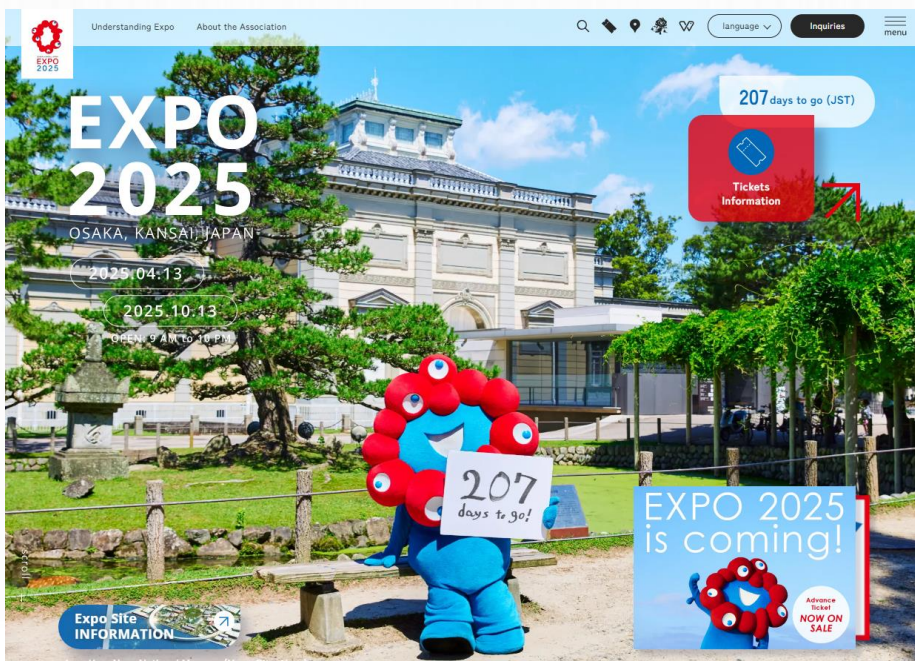 Understanding Expo
About the Association
language
Inquiries
menu
EXPO
2025
EXPO
2025
OSAKA, KANSAI, JAPAN
2025.04.13
2025.10.13
OPEN: 9 AM to 10 PM
207 days to go (JST)
Tickets
Information
207
days to go!
EXPO 2025
is coming!
Advance
Ticket
NOW ON
SALE
scroll
Expo Site
INFORMATION